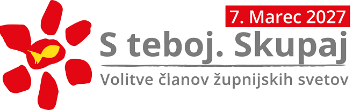 7. Marec 2027
S teboj. Skupaj
Volitve članov župnijskih svetov